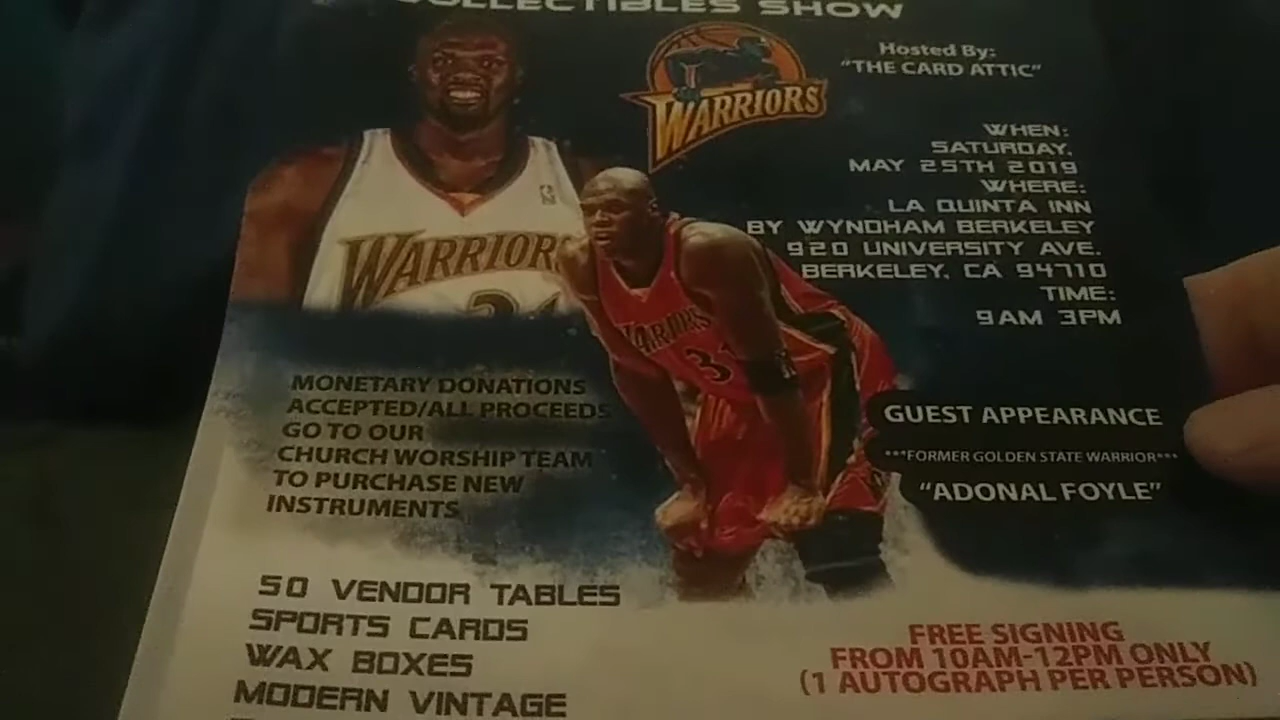 COLLECTIBLES SHOW
WARRIORS
Hosted By:
"THE CARD ATTIC"
WHEN:
SATURDAY,
MAY 25TH 2019
WHERE:
LA QUINTA INN
BY WYNDHAM BERKELEY
920 UNIVERSITY AVE.
BERKELEY, CA 94710
TIME:
9AM 3PM
WARRIORS
WARRIORS
31
MONETARY DONATIONS
ACCEPTED/ALL PROCEEDS
GO TO OUR
CHURCH WORSHIP TEAM
TO PURCHASE NEW
INSTRUMENTS
GUEST APPEARANCE
***FORMER GOLDEN STATE WARRIOR***
"ADONAL FOYLE"
50 VENDOR TABLES
SPORTS CARDS
WAX BOXES
MODERN VINTAGE
FREE SIGNING
FROM 10AM-12PM ONLY
(1 AUTOGRAPH PER PERSON)